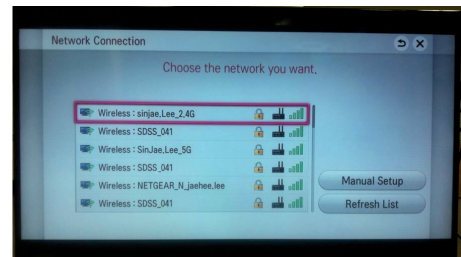 Network Connection
Choose the network you want.
Wireless : sinjae.Lee_2.4G
Wireless : SDSS_041
Wireless : SinJae.Lee_5G
Wireless : SDSS_041
Wireless : NETGEAR_N_jaehee.lee
Wireless : SDSS_041
Manual Setup
Refresh List